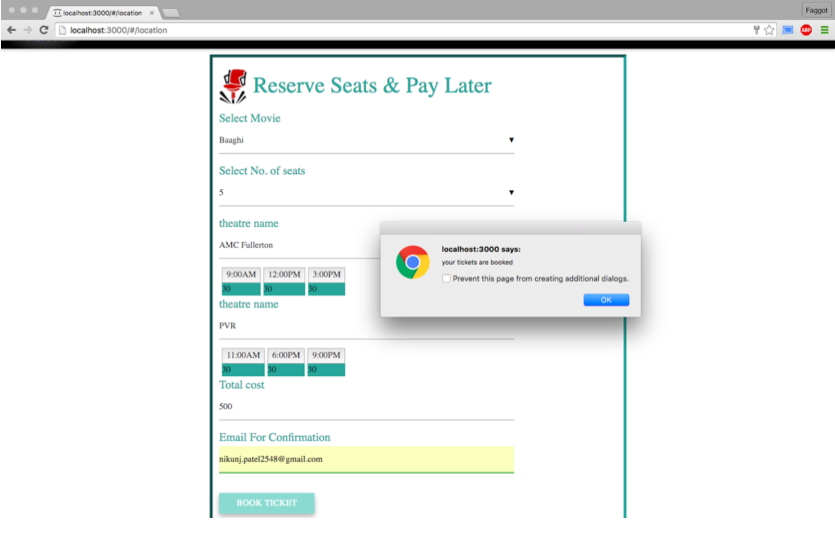 localhost:3000/#/location
Faggot
localhost:3000/#/location
ABP
Reserve Seats & Pay Later
Select Movie
Baaghi
Select No. of seats
5
theatre name
AMC Fullerton
9:00AM 12:00PM 3:00PM
30 30 30
theatre name
PVR
11:00AM 6:00PM 9:00PM
30 30 30
Total cost
500
Email For Confirmation
nikunj.patel2548@gmail.com
BOOK TICKET
localhost:3000 says:
your tickets are booked
Prevent this page from creating additional dialogs.
OK